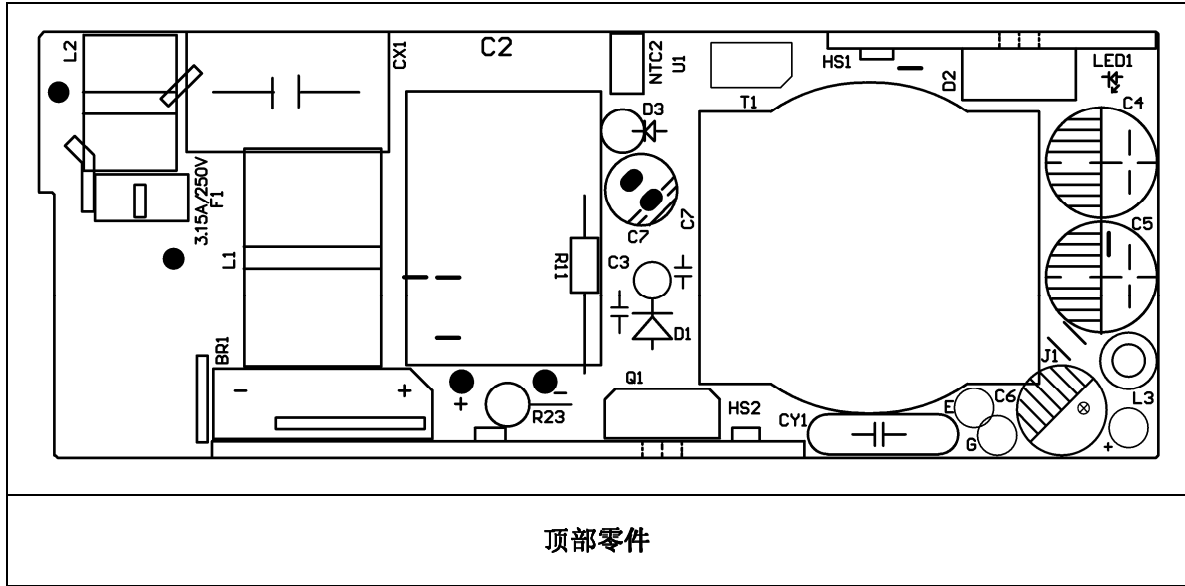 L2
CX1
C2
NTC2
U1
HS1
D2
LED1
T1
D3
C4
3.15A/250V
F1
C7
C7
C5
L1
R11
C3
D1
BR1
J1
-
+
+
-
R23
Q1
HS2
CY1
E
G
C6
L3
+
顶部零件